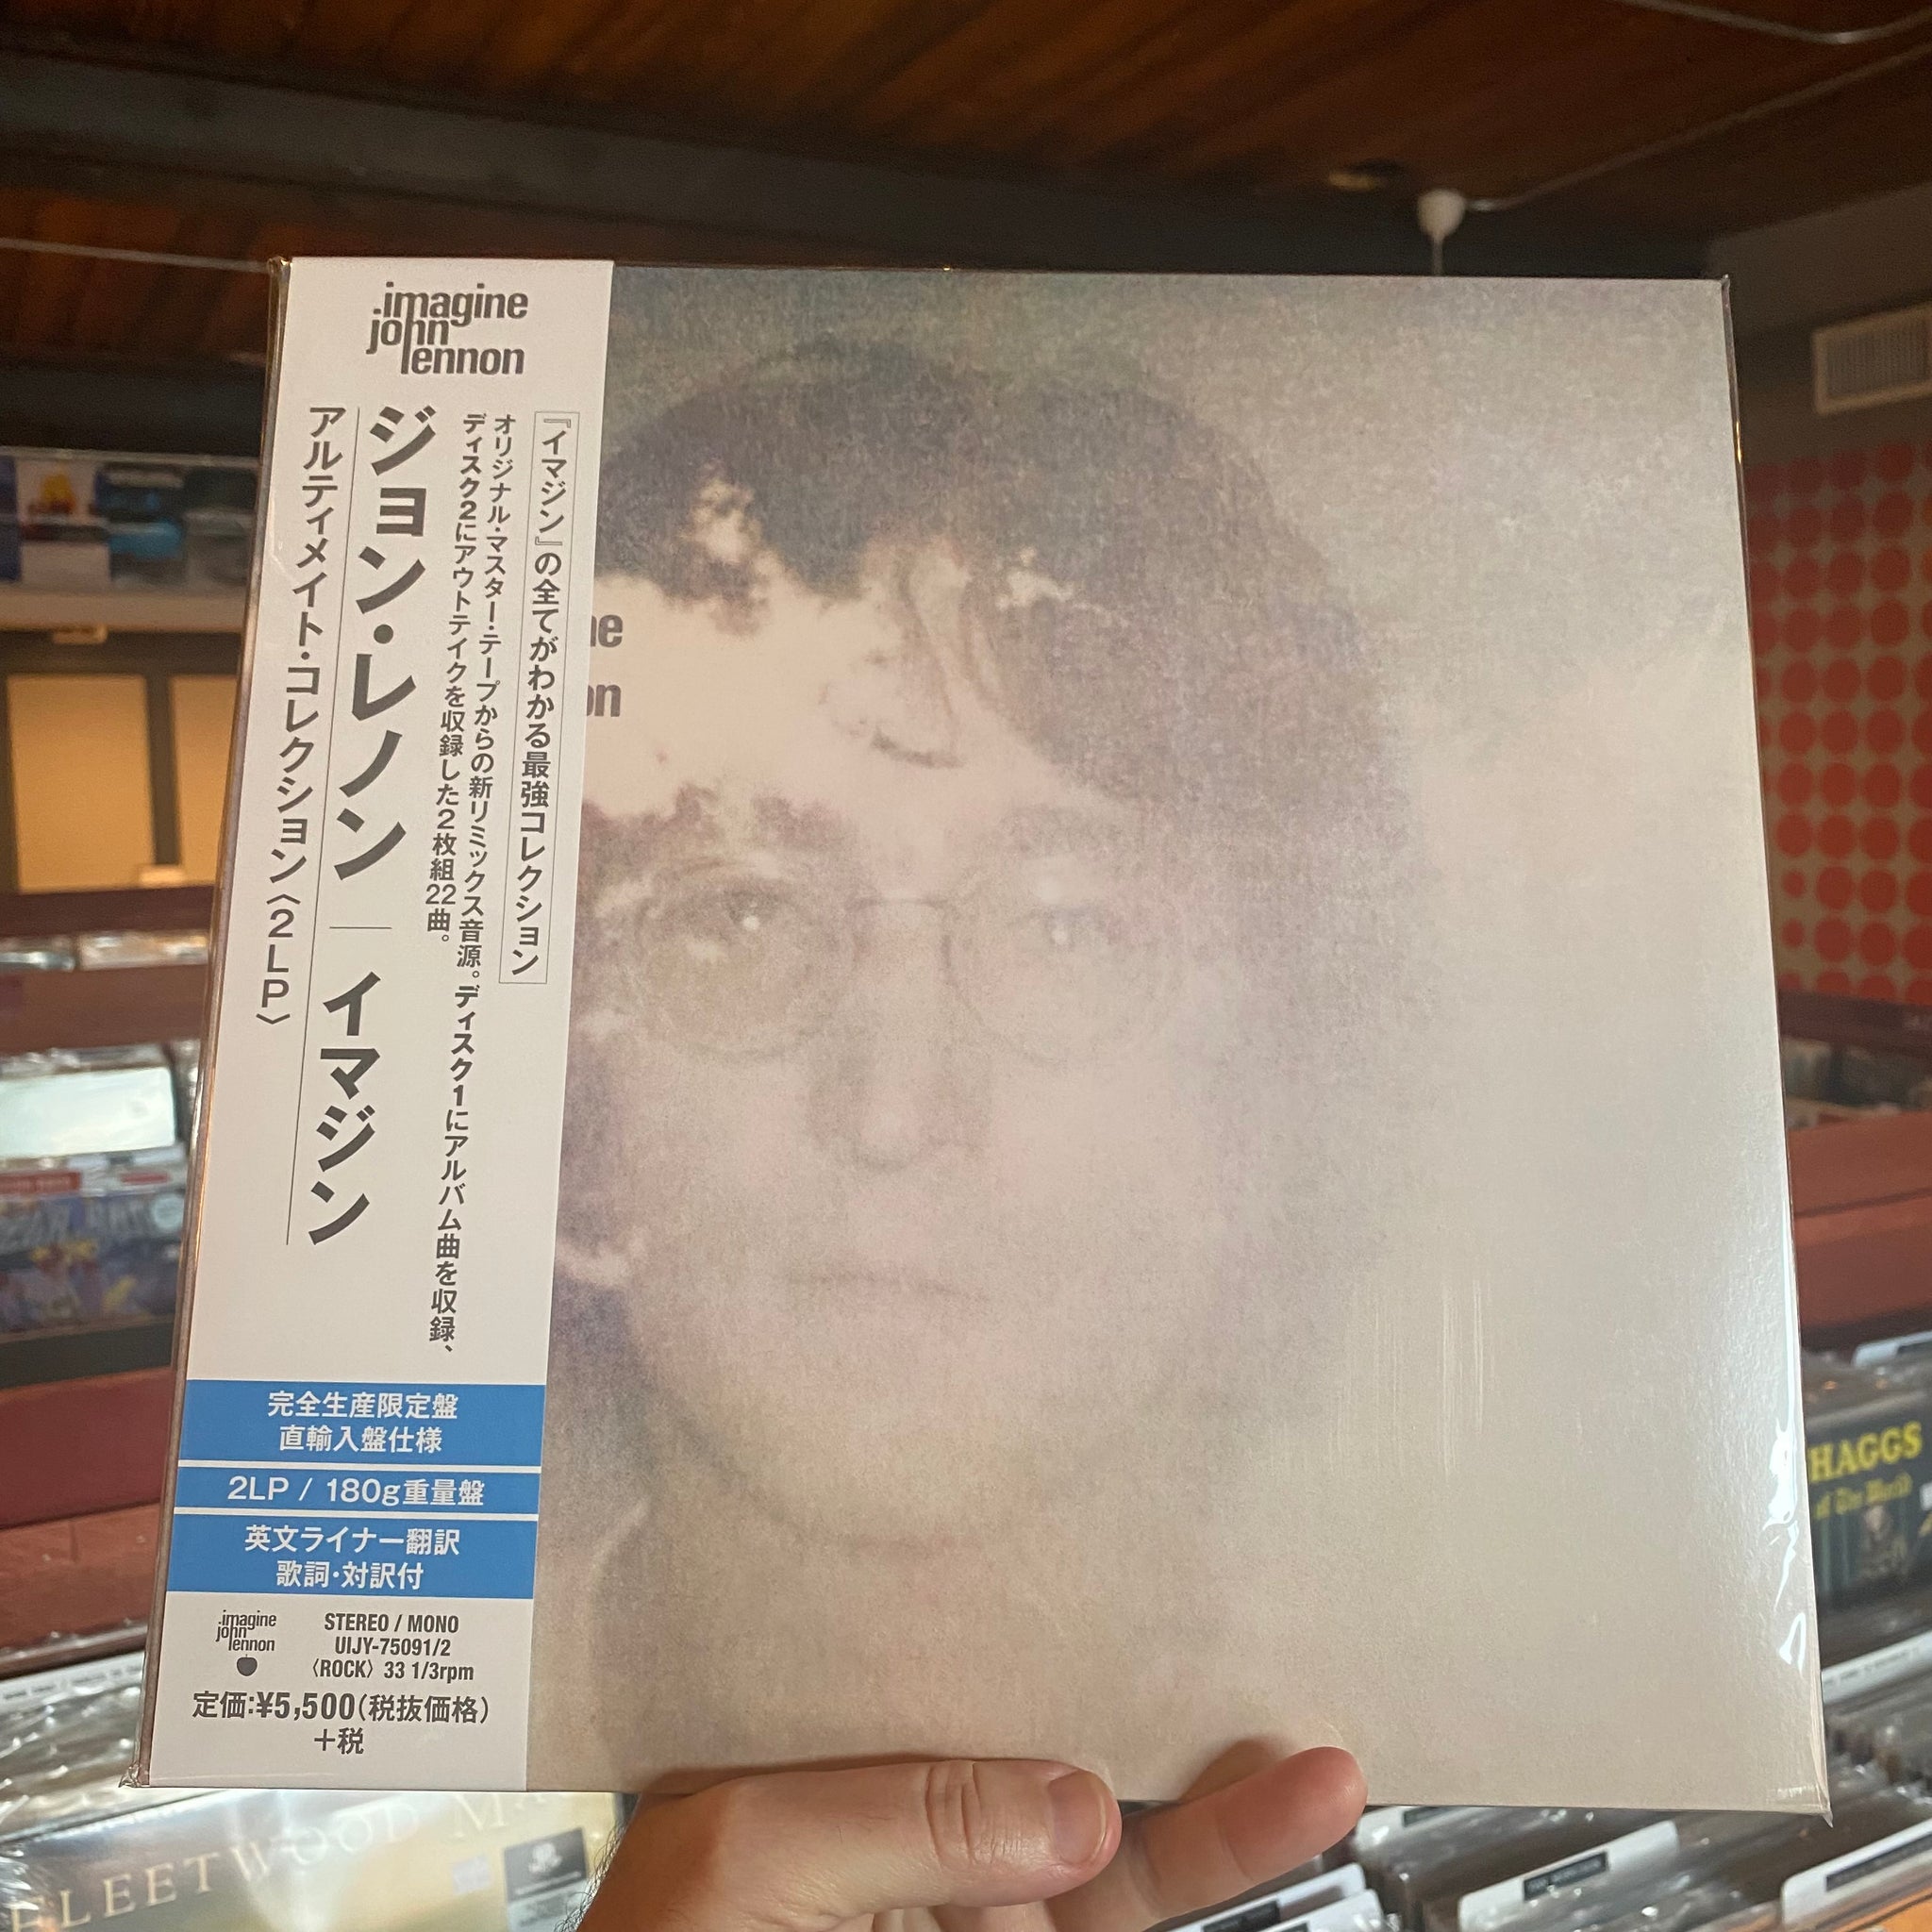 imagine
john
lennon
『イマジン』の全てがわかる最強コレクション
オリジナル・マスター・テープからの新リミックス音源。ディスク1にアルバム曲を収録、
ディスク2にアウトテイクを収録した2枚組22曲。
ジョン・レノン｜イマジン
アルティメイト・コレクション〈2LP〉
ne
on
完全生産限定盤
直輸入盤仕様
2LP / 180g重量盤
英文ライナー翻訳
歌詞・対訳付
imagine
john
lennon
STEREO / MONO
UIJY-75091/2
〈ROCK〉33 1/3rpm
定価:¥5,500(税抜価格)
+税
HAGGS
of The World
FLEETWOOD MA